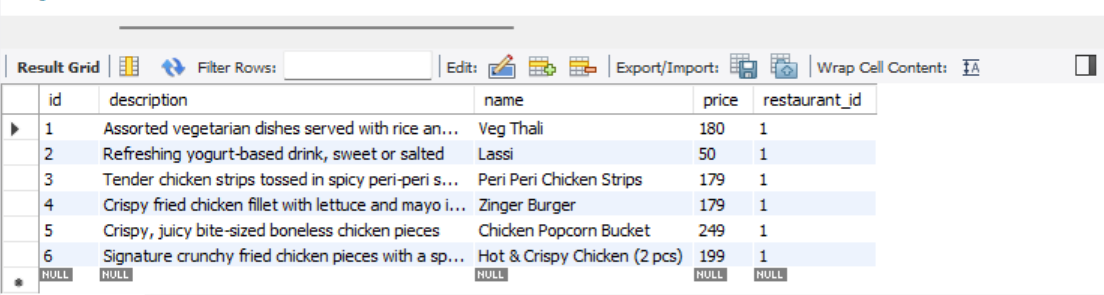 Result Grid Filter Rows: Edit: Export/Import: Wrap Cell Content: IA
id description name price restaurant_id
1 Assorted vegetarian dishes served with rice an... Veg Thali 180 1
2 Refreshing yogurt-based drink, sweet or salted Lassi 50 1
3 Tender chicken strips tossed in spicy peri-peri s... Peri Peri Chicken Strips 179 1
4 Crispy fried chicken fillet with lettuce and mayo i... Zinger Burger 179 1
5 Crispy, juicy bite-sized boneless chicken pieces Chicken Popcorn Bucket 249 1
6 Signature crunchy fried chicken pieces with a sp... Hot & Crispy Chicken (2 pcs) 199 1
NULL NULL NULL NULL NULL